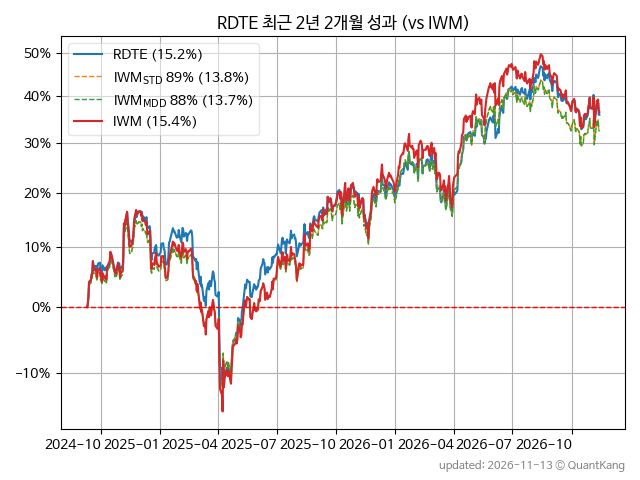 RDTE 최근 2년 2개월 성과 (vs IWM)
RDTE (15.2%)
IWM_STD 89% (13.8%)
IWM_MDD 88% (13.7%)
IWM (15.4%)
50%
40%
30%
20%
10%
0%
−10%
2024−10 2025−01 2025−04 2025−07 2025−10 2026−01 2026−04 2026−07 2026−10
updated: 2026-11-13 © QuantKang